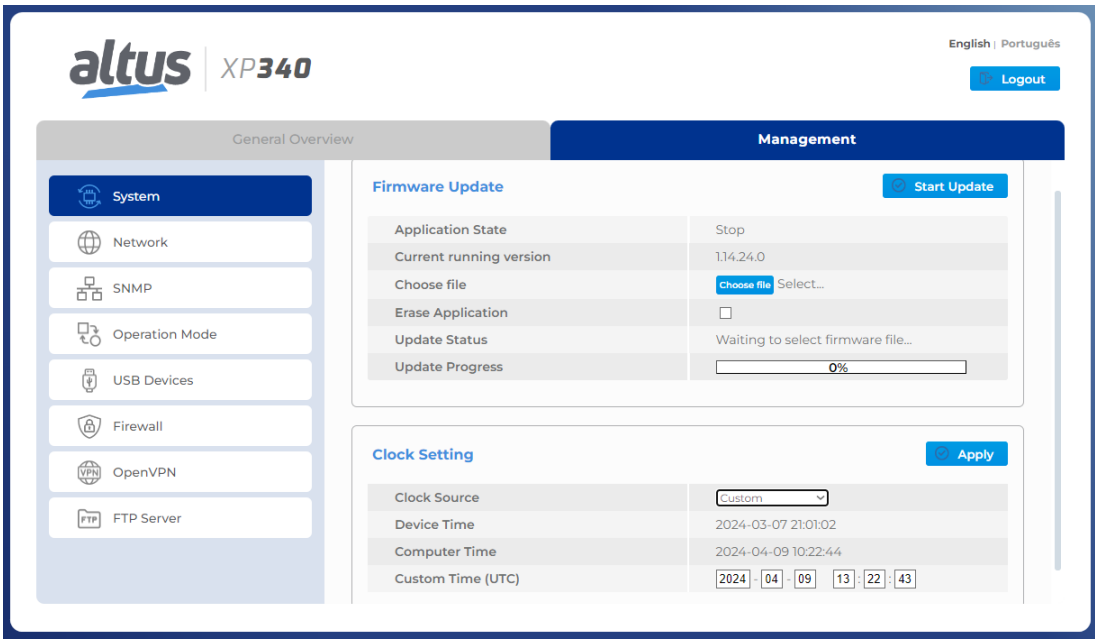 English | Português
altus | XP340
Logout
General Overview
Management
System
Network
SNMP
Operation Mode
USB Devices
Firewall
VPN
OpenVPN
FTP
FTP Server
Firmware Update
Start Update
Application State Stop
Current running version 1.14.24.0
Choose file Choose file Select...
Erase Application
Update Status Waiting to select firmware file...
Update Progress 0%
Clock Setting
Apply
Clock Source Custom
Device Time 2024-03-07 21:01:02
Computer Time 2024-04-09 10:22:44
Custom Time (UTC) 2024 - 04 - 09 13 : 22 : 43